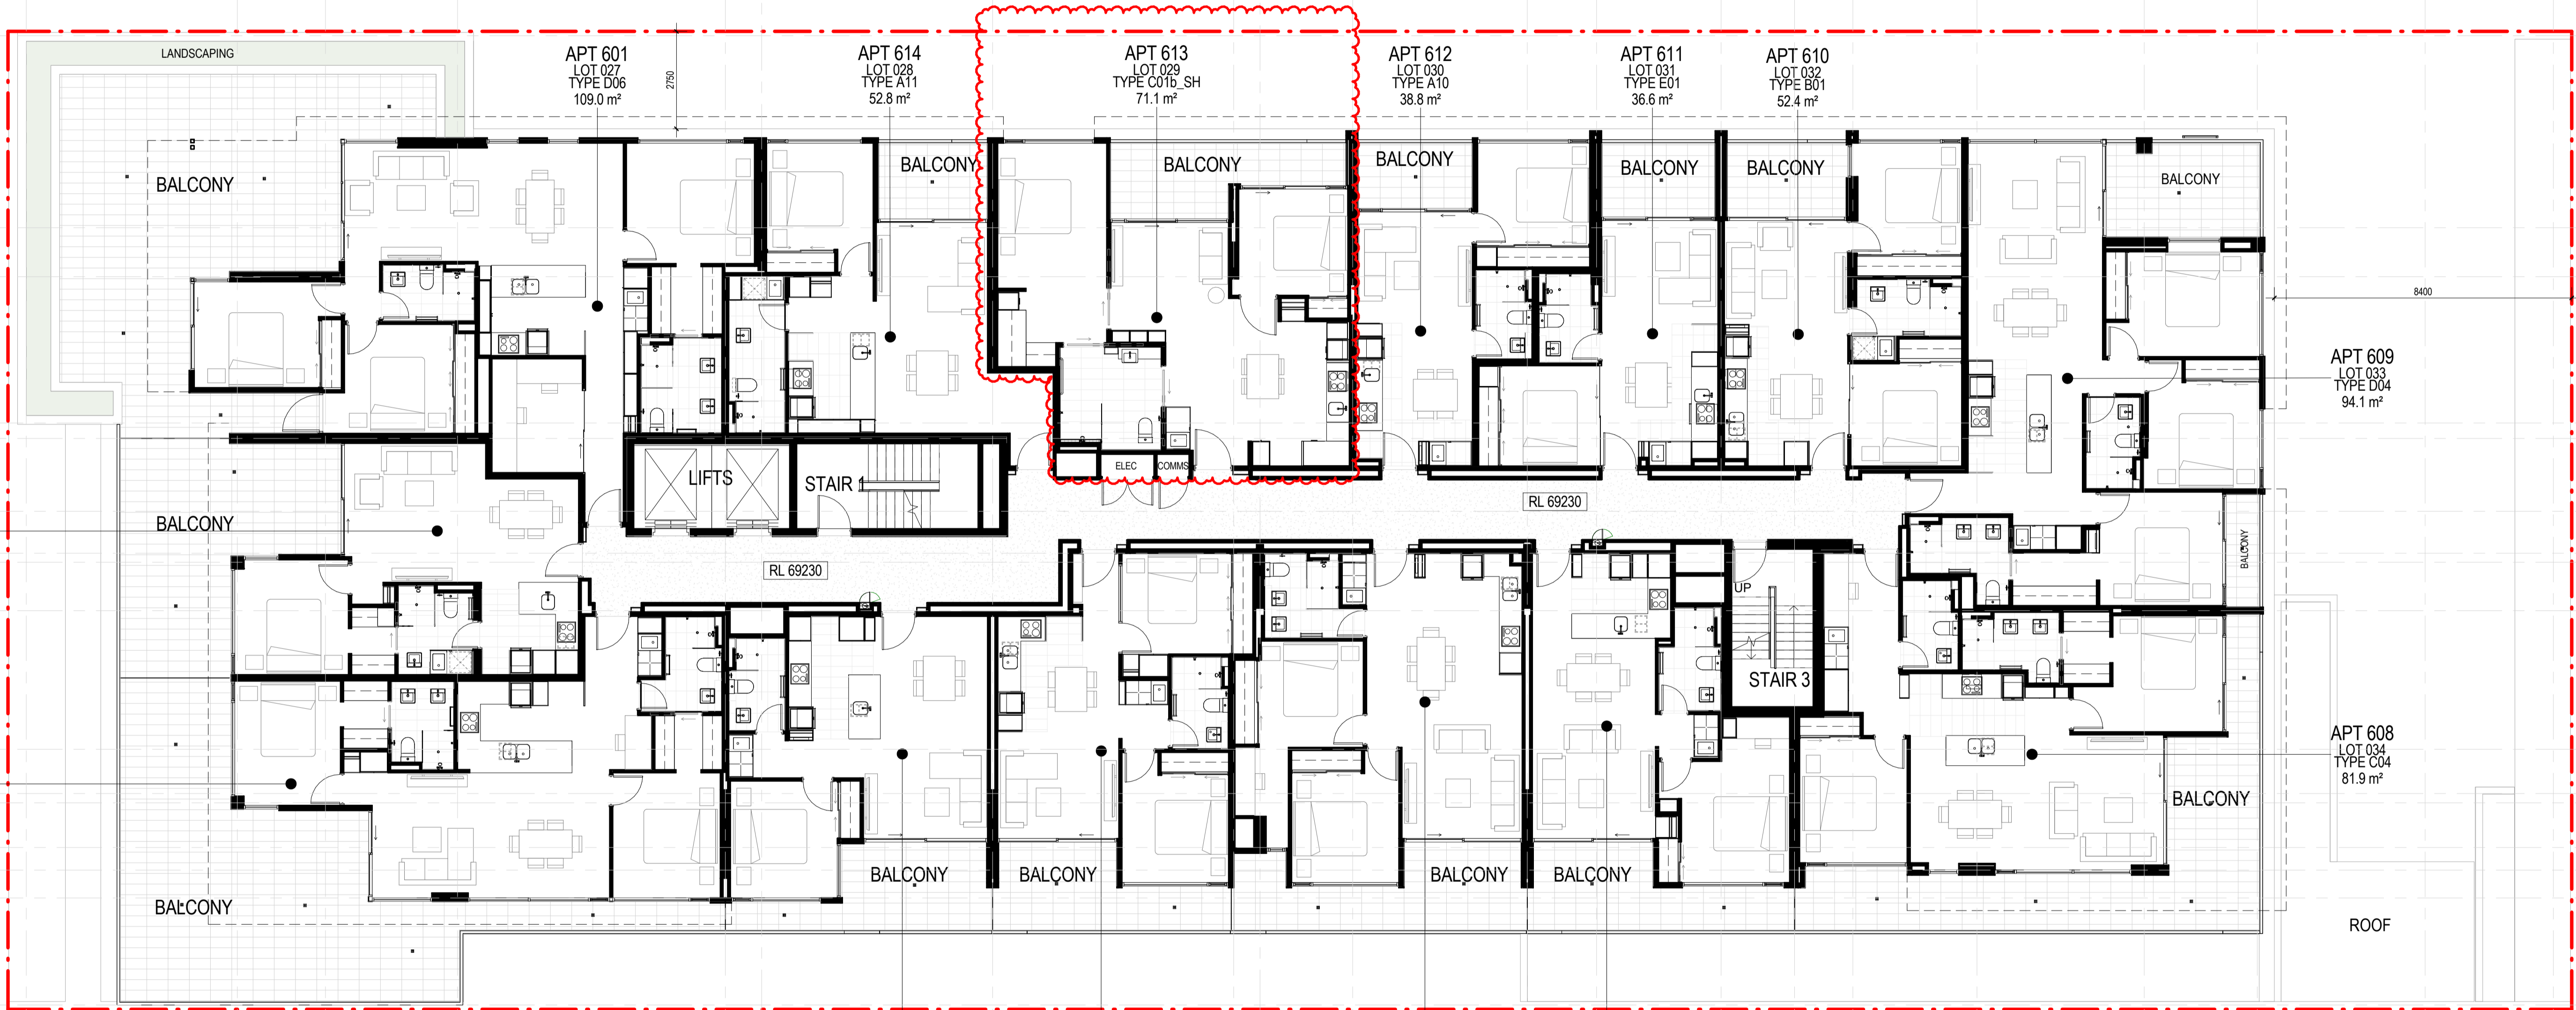 LANDSCAPING
APT 601
LOT 027
TYPE D06
109.0 m²
2750
APT 614
LOT 028
TYPE A11
52.8 m²
APT 613
LOT 029
TYPE C01b_SH
71.1 m²
APT 612
LOT 030
TYPE A10
38.8 m²
APT 611
LOT 031
TYPE E01
36.6 m²
APT 610
LOT 032
TYPE B01
52.4 m²
BALCONY
BALCONY
BALCONY
BALCONY
BALCONY
BALCONY
BALCONY
8400
APT 609
LOT 033
TYPE D04
94.1 m²
LIFTS
STAIR 1
ELEC
COMMS
RL 69230
BALCONY
BALCONY
RL 69230
UP
STAIR 3
APT 608
LOT 034
TYPE C04
81.9 m²
BALCONY
BALCONY
BALCONY
BALCONY
BALCONY
BALCONY
ROOF